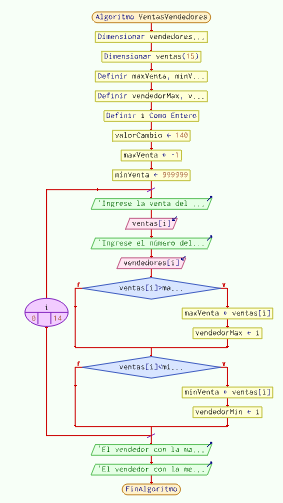 Algoritmo VentasVendedores
Dimensionar vendedores,..
Dimensionar ventas(15)
Definir maxVenta, minV...
Definir vendedorMax, v...
Definir i Como Entero
valorCambio ← 140
maxVenta ← -1
minVenta ← 999999
'Ingrese la venta del ...
ventas[i]
'Ingrese el número del...
vendedores[i]
ventas[i]>ma...
F
V
maxVenta ← ventas[i]
vendedorMax ← i
i
0
14
ventas[i]<mi...
F
V
minVenta ← ventas[i]
vendedorMin ← i
'El vendedor con la ma...
'El vendedor con la me...
FinAlgoritmo